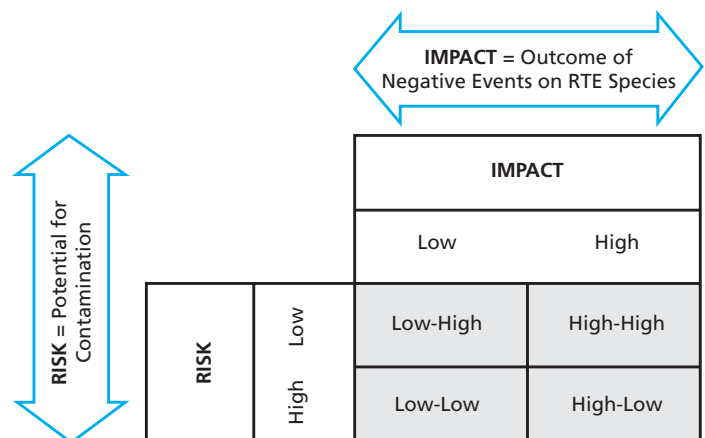 IMPACT = Outcome of
Negative Events on RTE Species
RISK = Potential for
Contamination
IMPACT
Low High
RISK
Low
High
Low-High High-High
Low-Low High-Low